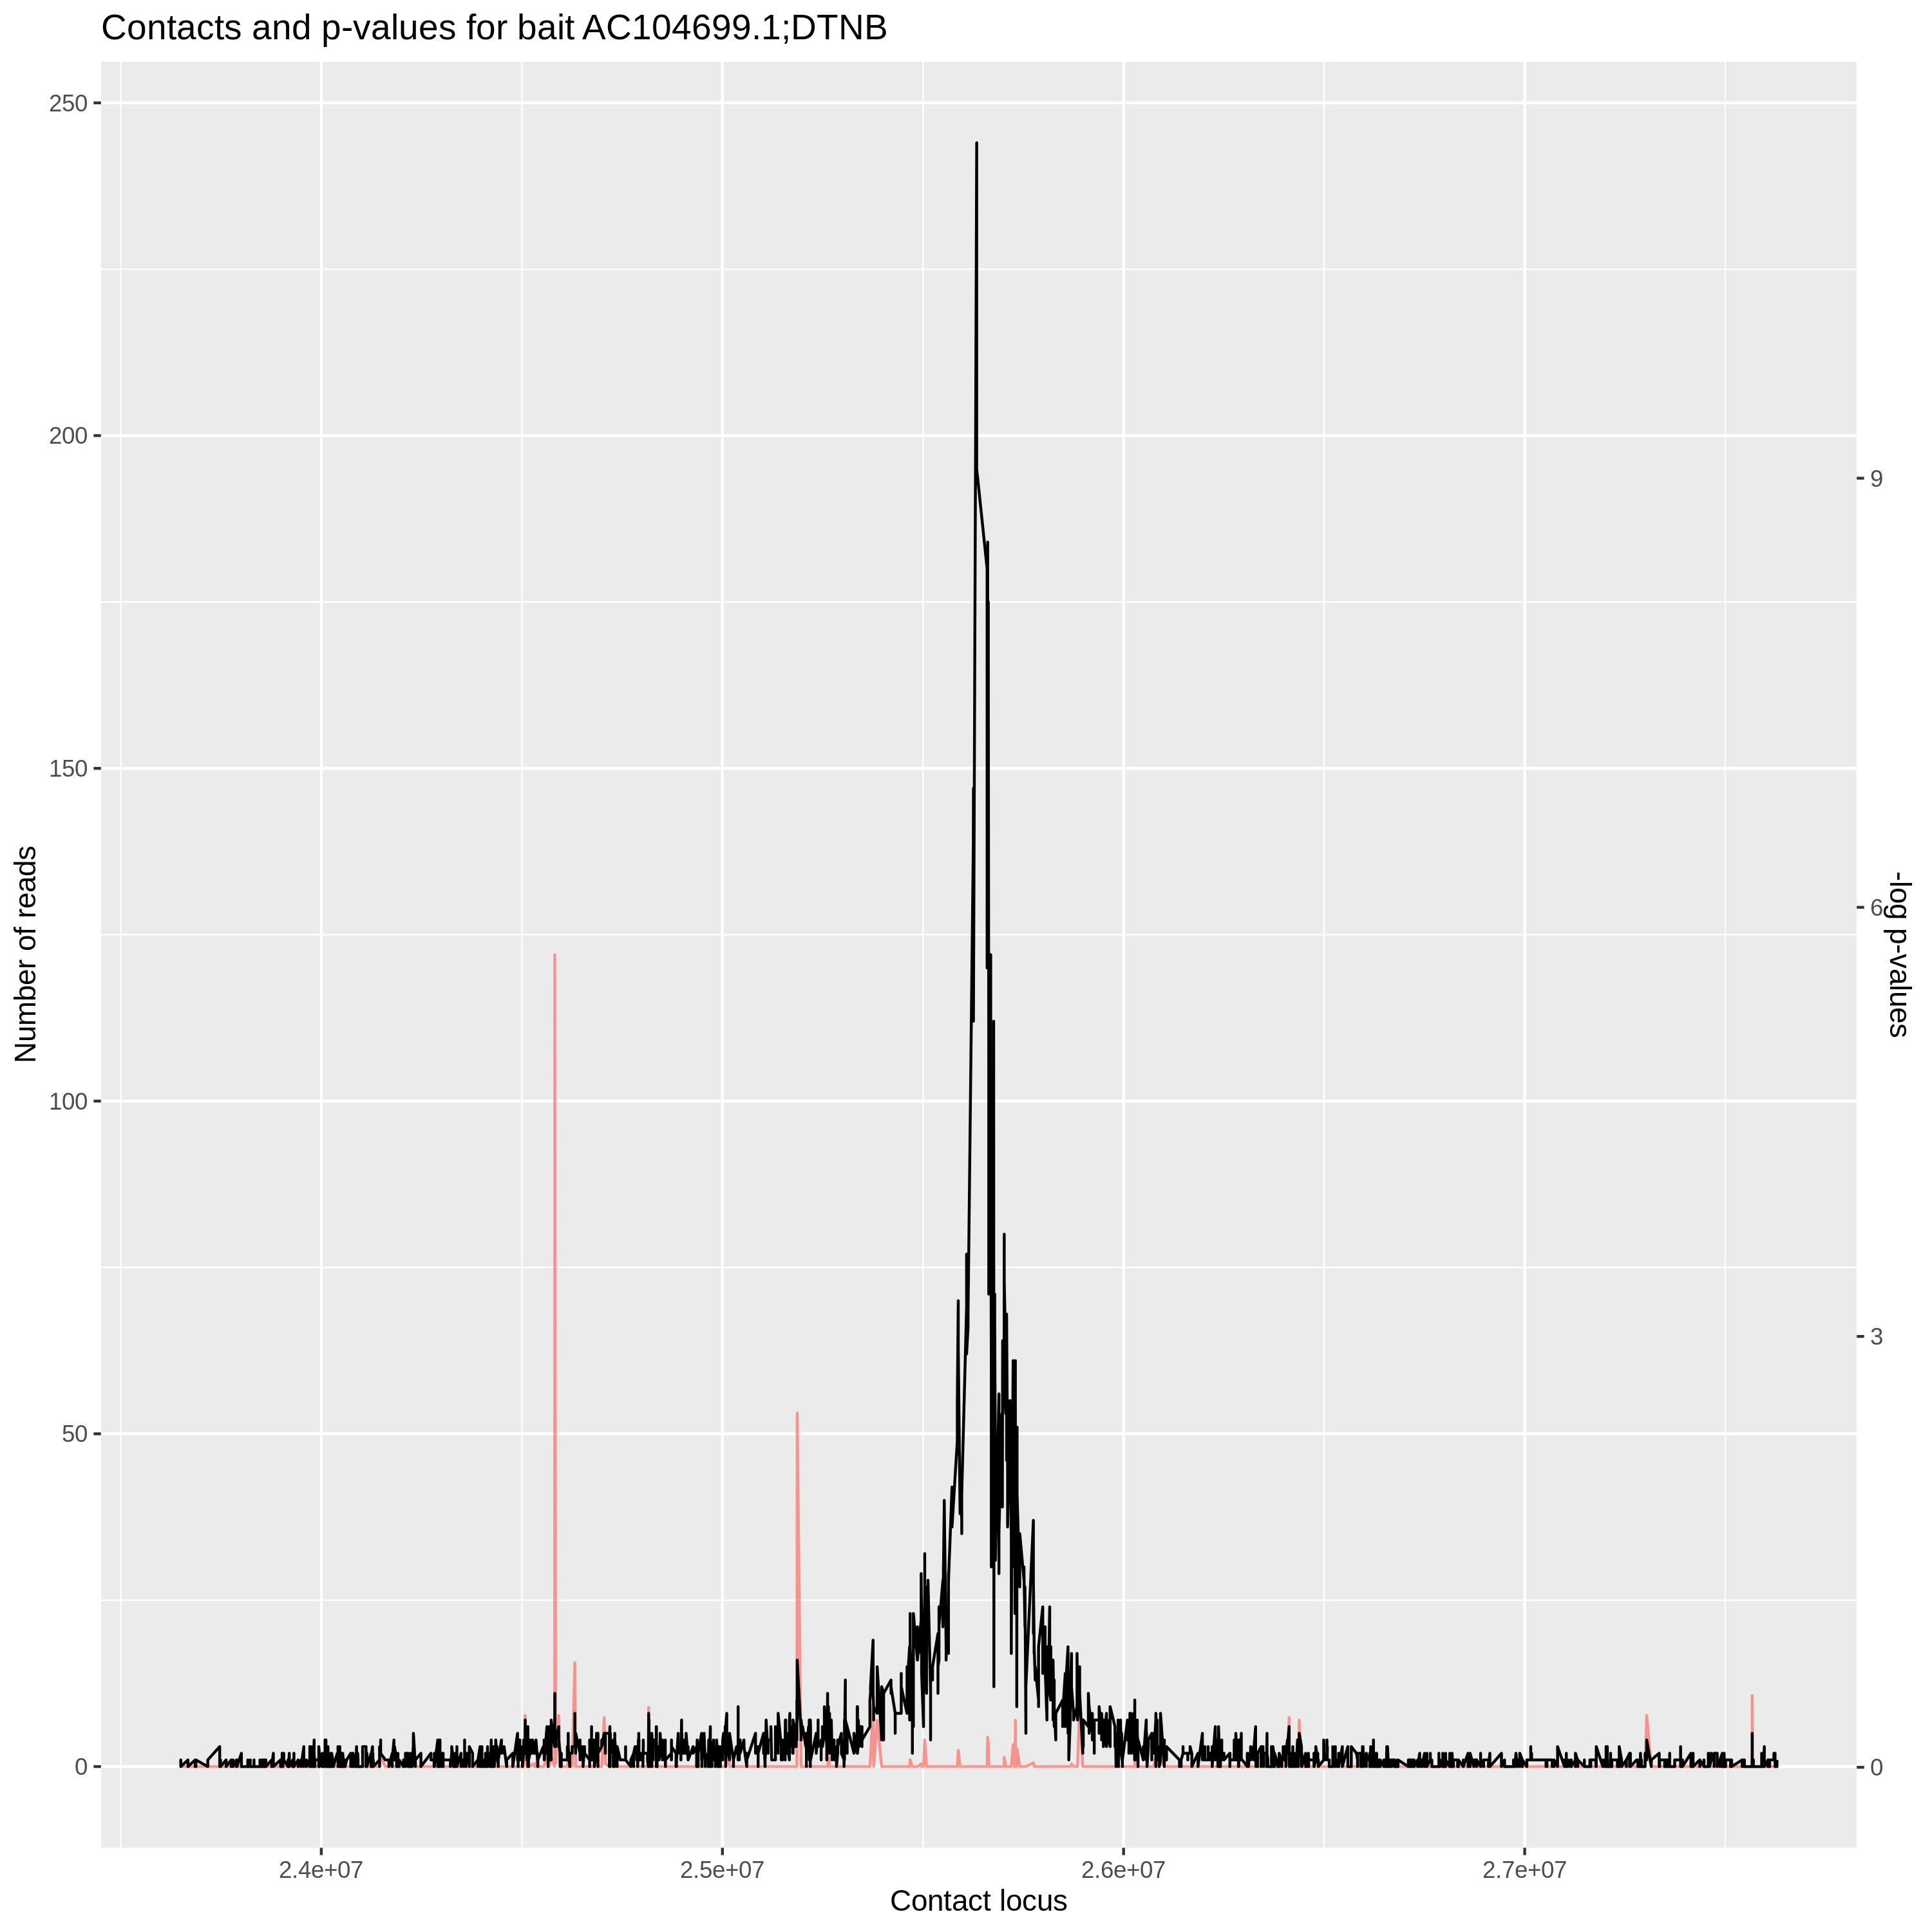 Contacts and p-values for bait AC104699.1;DTNB
250
200
150
100
50
0
Number of reads
9
6
3
0
-log p-values
2.4e+07
2.5e+07
2.6e+07
2.7e+07
Contact locus